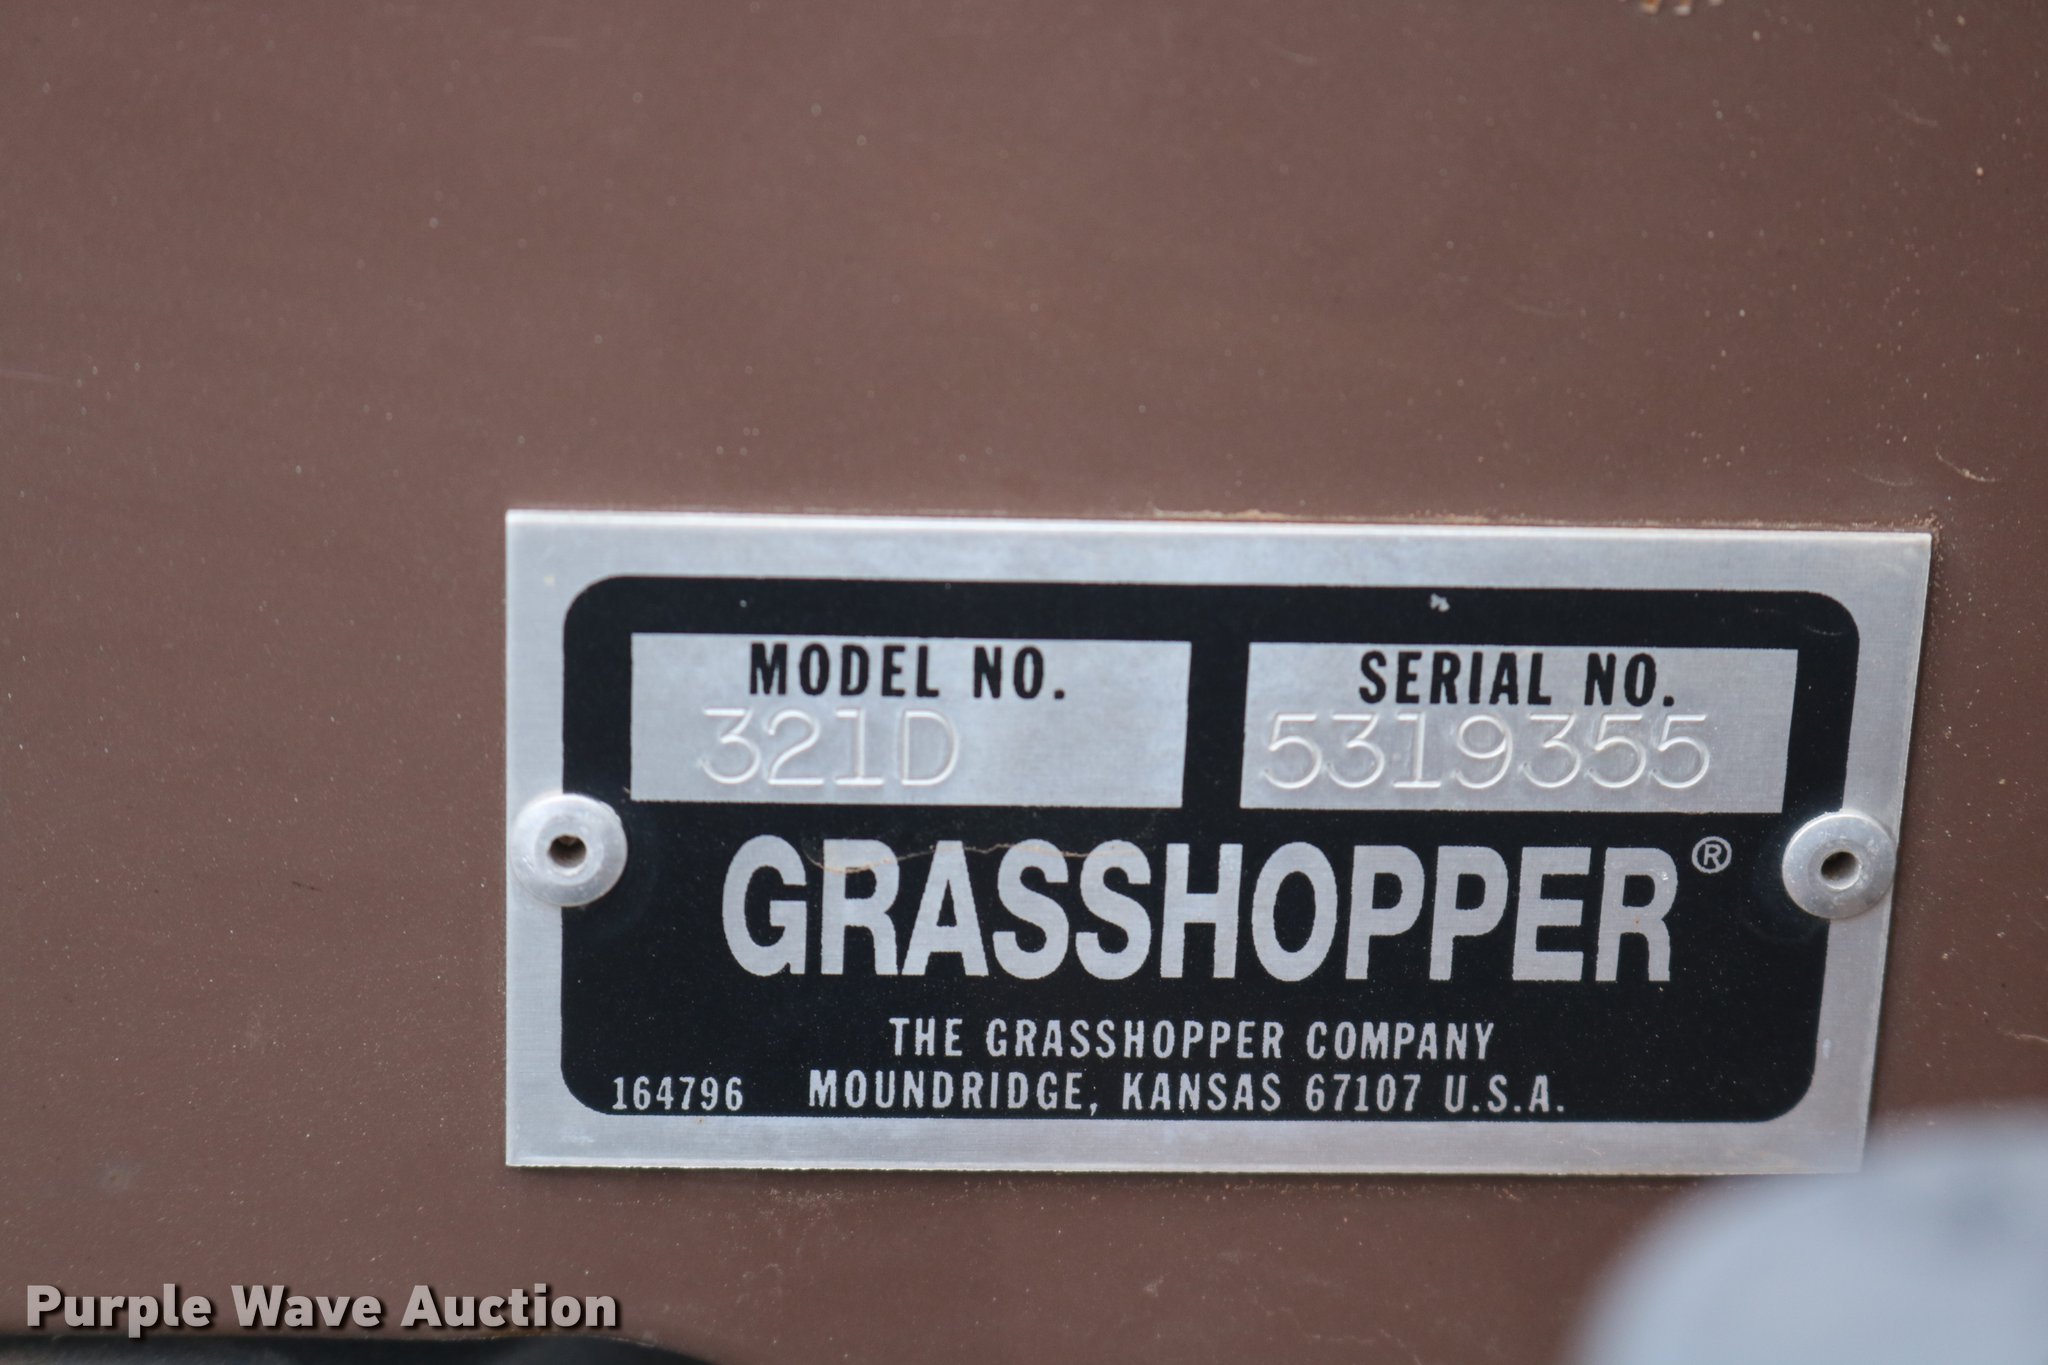 MODEL NO.
321D
SERIAL NO.
5319355
GRASSHOPPER®
THE GRASSHOPPER COMPANY
164796 MOUNDRIDGE, KANSAS 67107 U.S.A.
Purple Wave Auction